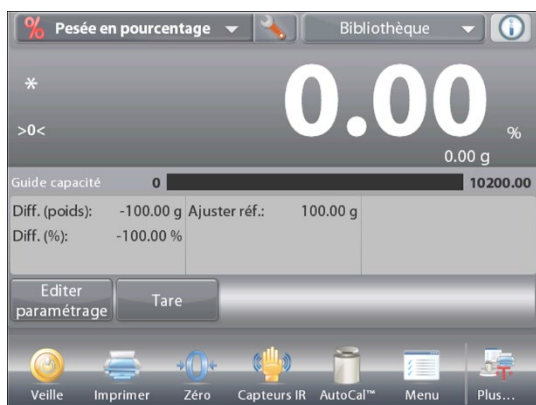 % Pesée en pourcentage Bibliothèque
*
0.00 %
>0<
0.00 g
Guide capacité 0 10200.00
Diff. (poids): -100.00 g Ajuster réf.: 100.00 g
Diff. (%): -100.00 %
Editer paramétrage
Tare
Veille Imprimer Zéro Capteurs IR AutoCal™ Menu Plus...